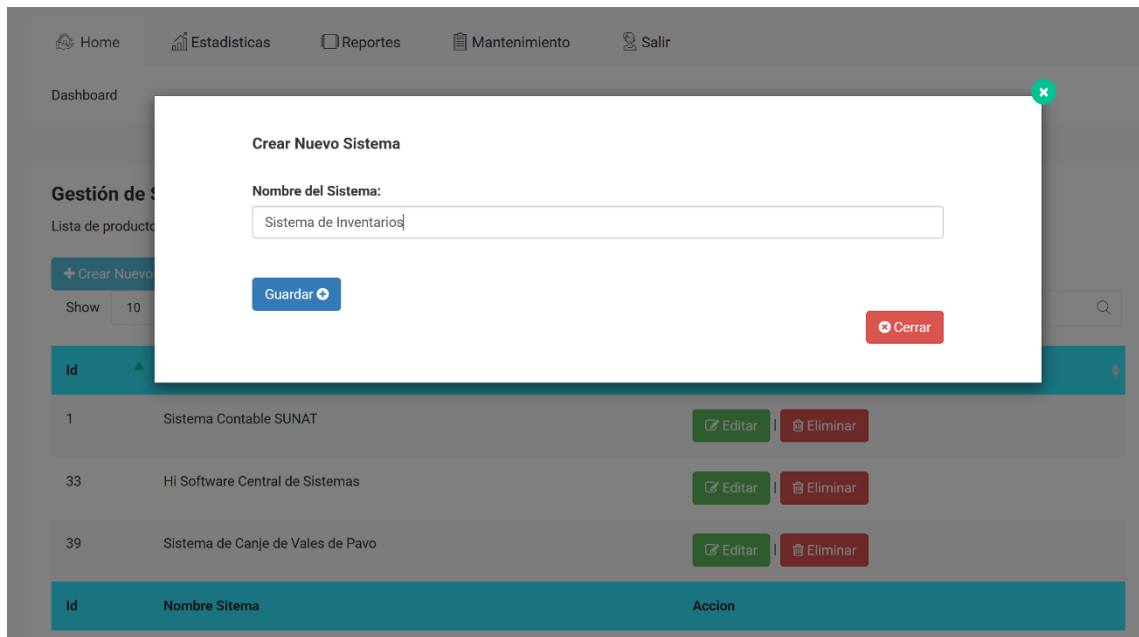 Home Estadisticas Reportes Mantenimiento Salir
Dashboard
Crear Nuevo Sistema
Gestión de
Nombre del Sistema:
Sistema de Inventarios
Lista de producto
Crear Nuevo
Guardar
Show 10
Cerrar
Id
1 Sistema Contable SUNAT Editar | Eliminar
33 Hi Software Central de Sistemas Editar | Eliminar
39 Sistema de Canje de Vales de Pavo Editar | Eliminar
Id Nombre Sitema Accion